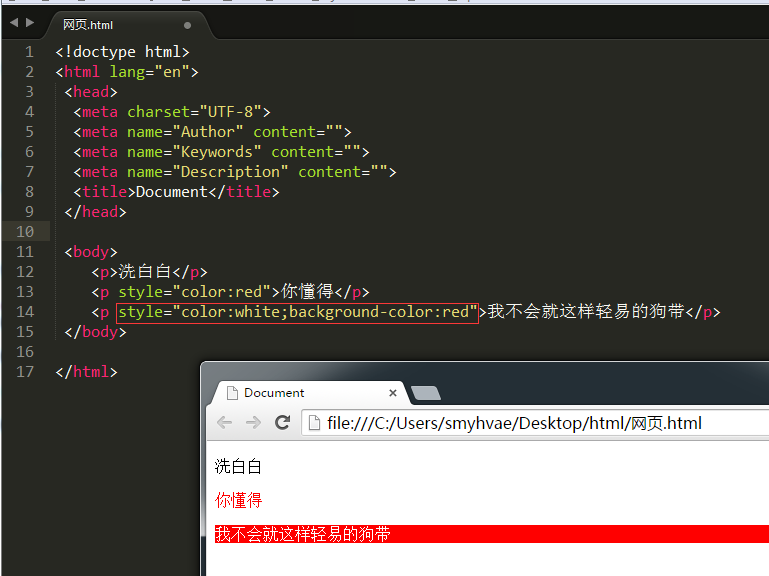 网页.html
1 <!doctype html>
2 <html lang="en">
3 <head>
4 <meta charset="UTF-8">
5 <meta name="Author" content="">
6 <meta name="Keywords" content="">
7 <meta name="Description" content="">
8 <title>Document</title>
9 </head>
10
11 <body>
12 <p>洗白白</p>
13 <p style="color:red">你懂得</p>
14 <p style="color:white;background-color:red">我不会就这样轻易的狗带</p>
15 </body>
16
17 </html>
Document
file:///C:/Users/smyhvae/Desktop/html/网页.html
洗白白
你懂得
我不会就这样轻易的狗带